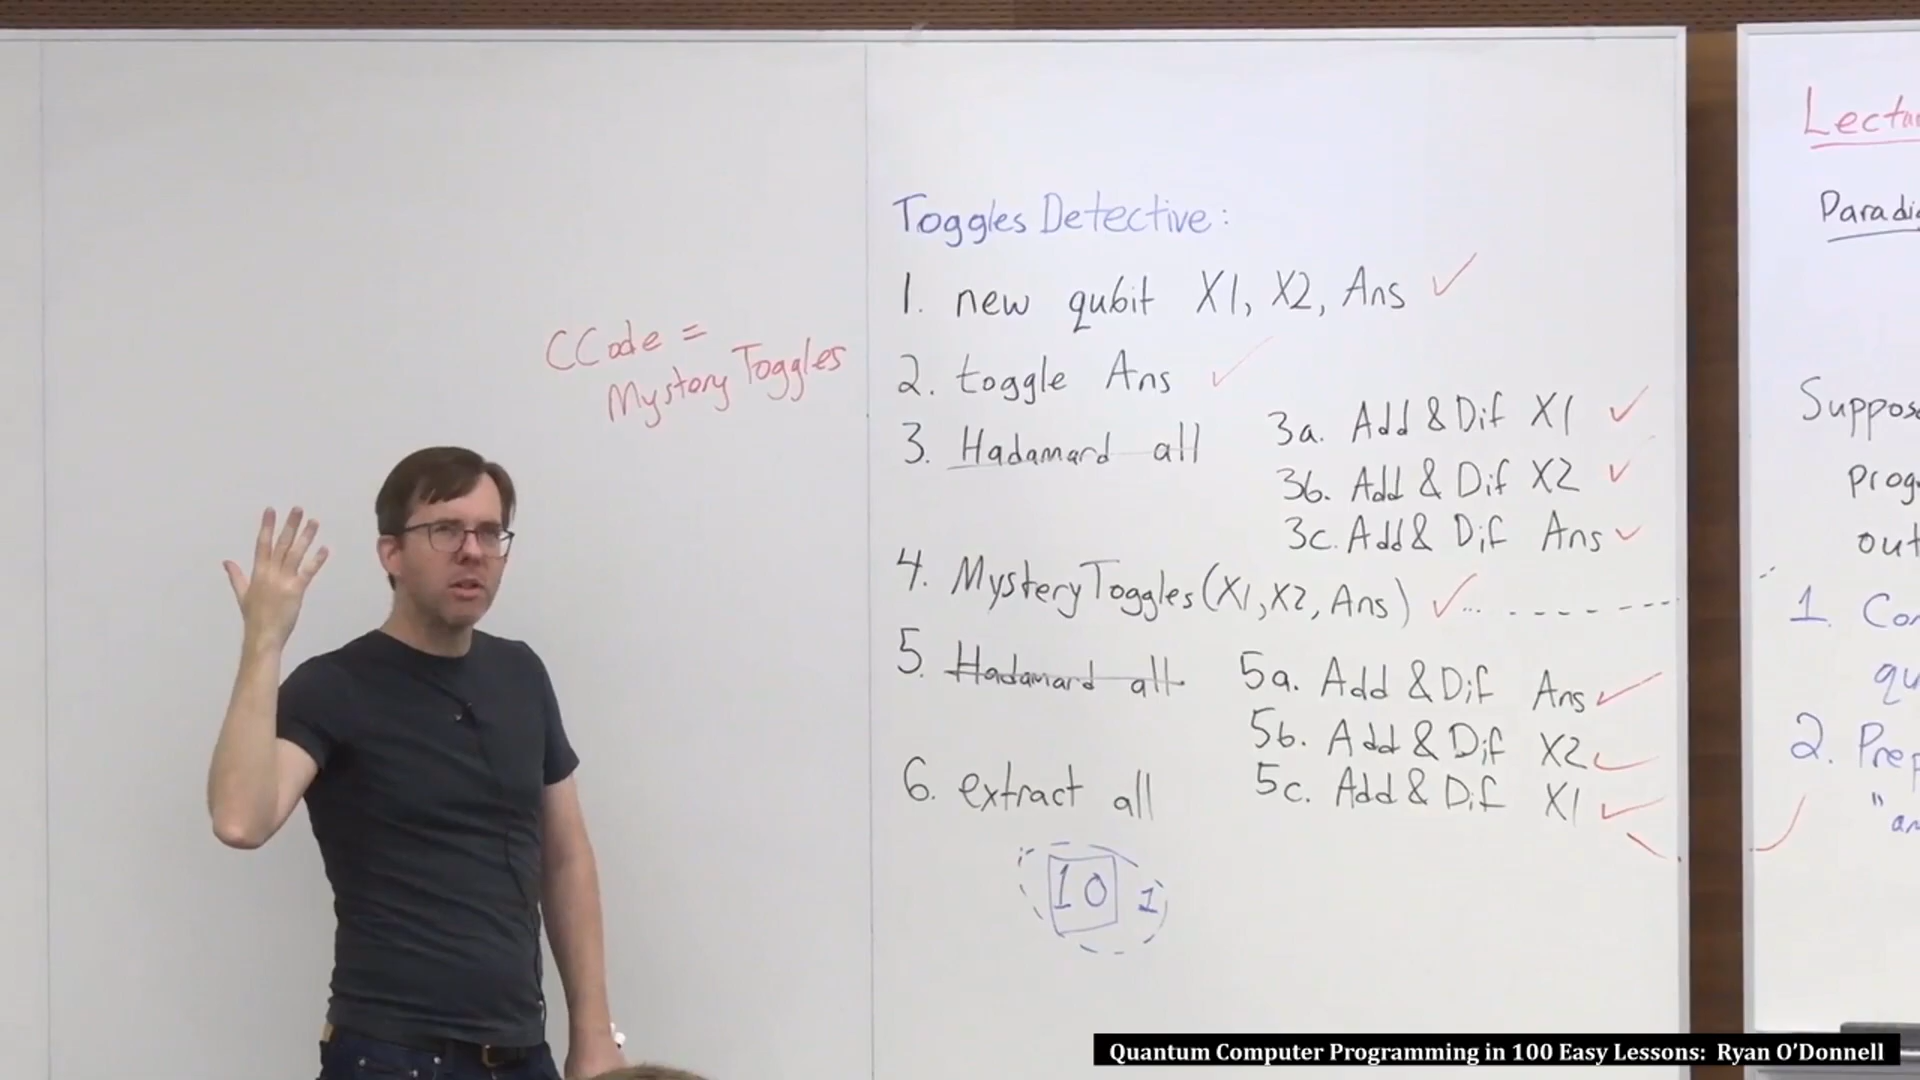 CCode =
Mystery Toggles
Toggles Detective:
1. new qubit X1, X2, Ans ✓
2. toggle Ans ✓
3. Hadamard all
3a. Add & Dif X1 ✓
3b. Add & Dif X2 ✓
3c. Add & Dif Ans ✓
4. MysteryToggles(X1, X2, Ans) ✓... - - - - - -
5. Hadamard all
5a. Add & Dif Ans ✓
5b. Add & Dif X2 ✓
5c. Add & Dif X1 ✓
6. extract all
10 1
Lectu
Paradi
Suppos
prog
out
1. Con
qu
2. Prep
"an
Quantum Computer Programming in 100 Easy Lessons: Ryan O'Donnell